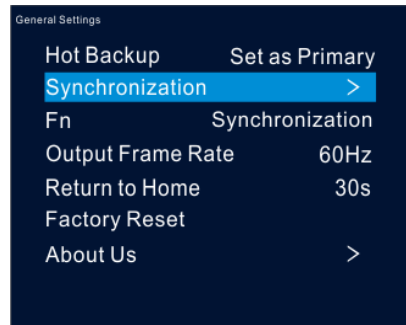 General Settings
Hot Backup Set as Primary
Synchronization >
Fn Synchronization
Output Frame Rate 60Hz
Return to Home 30s
Factory Reset
About Us >